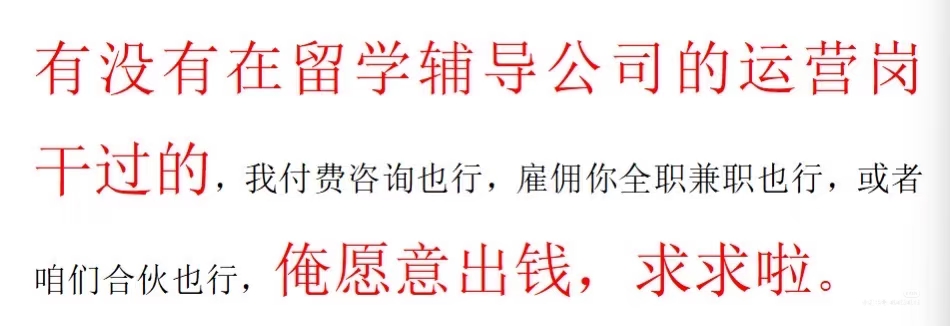 有没有在留学辅导公司的运营岗
干过的，我付费咨询也行，雇佣你全职兼职也行，或者
咱们合伙也行，俺愿意出钱，求求啦。